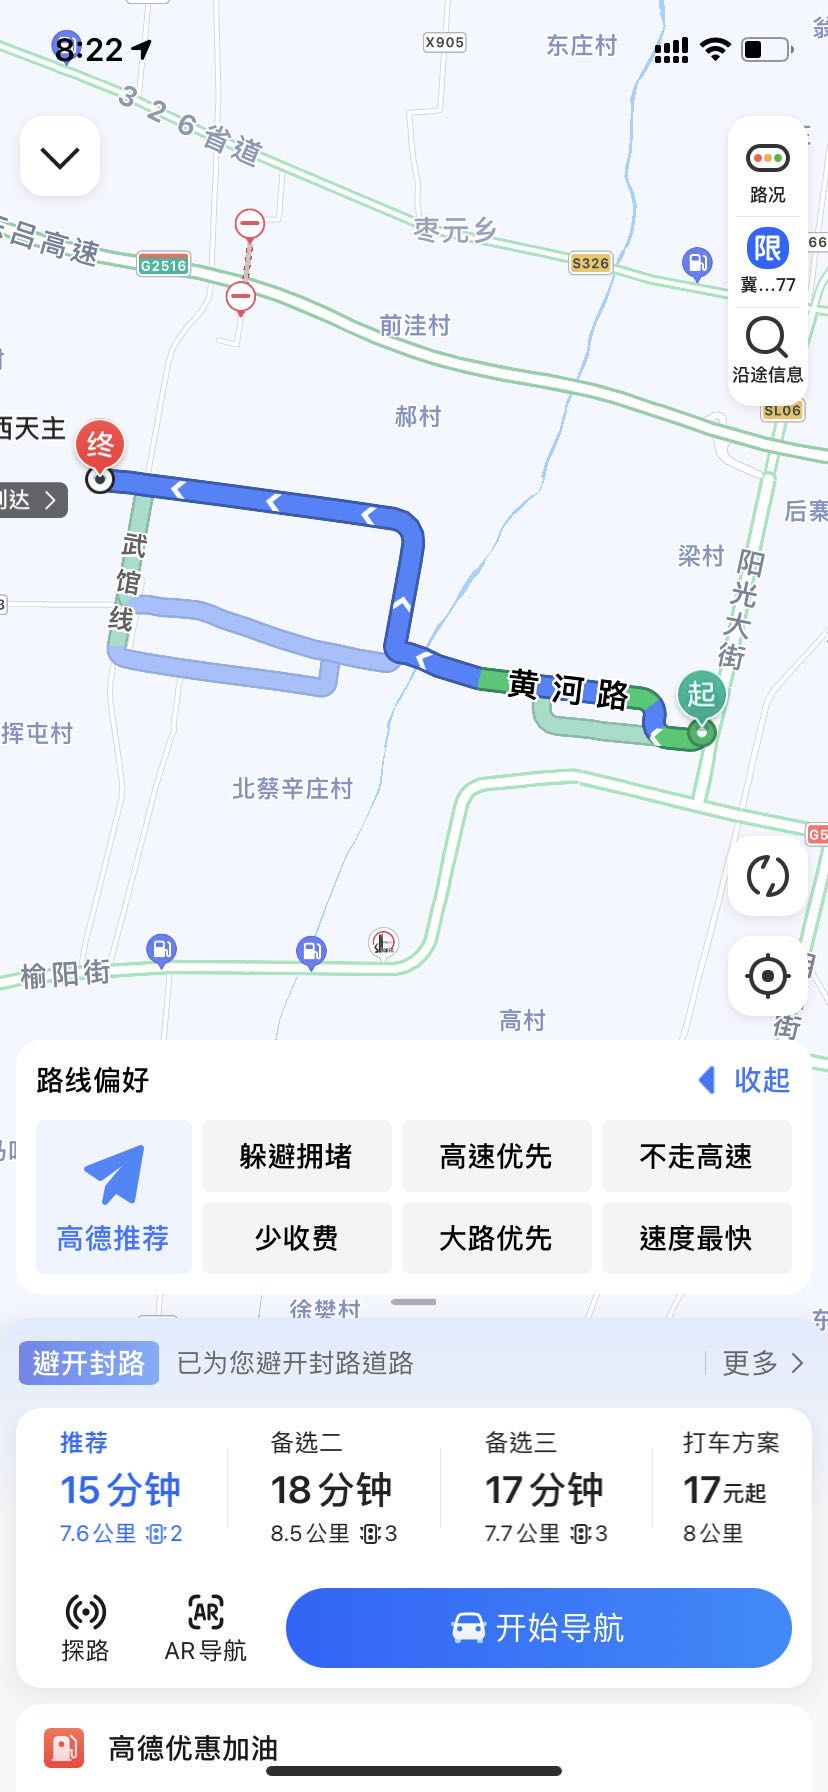 8:22
X905
东庄村
326省道
路况
枣元乡
吕高速
G2516
S326
66
限
冀...77
前洼村
沿途信息
郝村
SL06
西天主
终
到达
后寨
武馆线
梁村
阳光大街
黄河路
起
挥屯村
北蔡辛庄村
G5
榆阳街
高村
街
路线偏好
收起
高德推荐
躲避拥堵
高速优先
不走高速
少收费
大路优先
速度最快
徐樊村
东
避开封路
已为您避开封路道路
更多
推荐
备选二
备选三
打车方案
15分钟
18分钟
17分钟
17元起
7.6公里 2
8.5公里 3
7.7公里 3
8公里
探路
AR
AR导航
开始导航
高德优惠加油